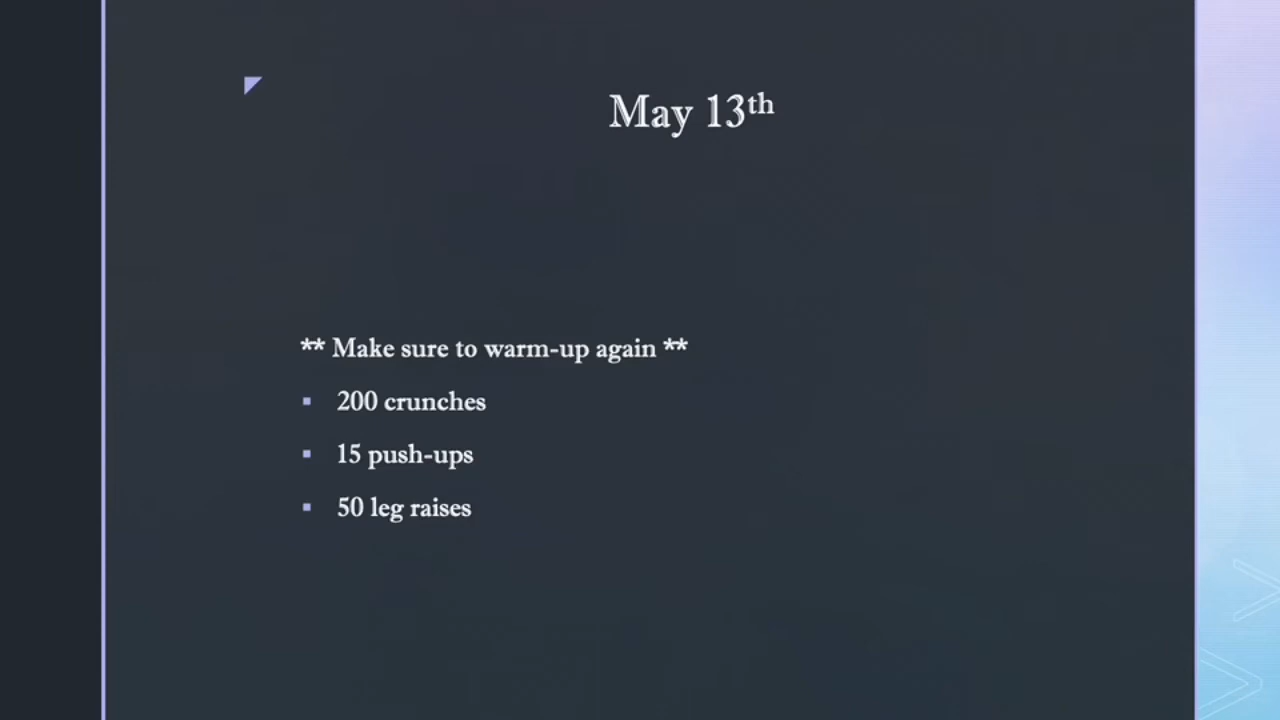 May 13th
** Make sure to warm-up again **
▪ 200 crunches
▪ 15 push-ups
▪ 50 leg raises